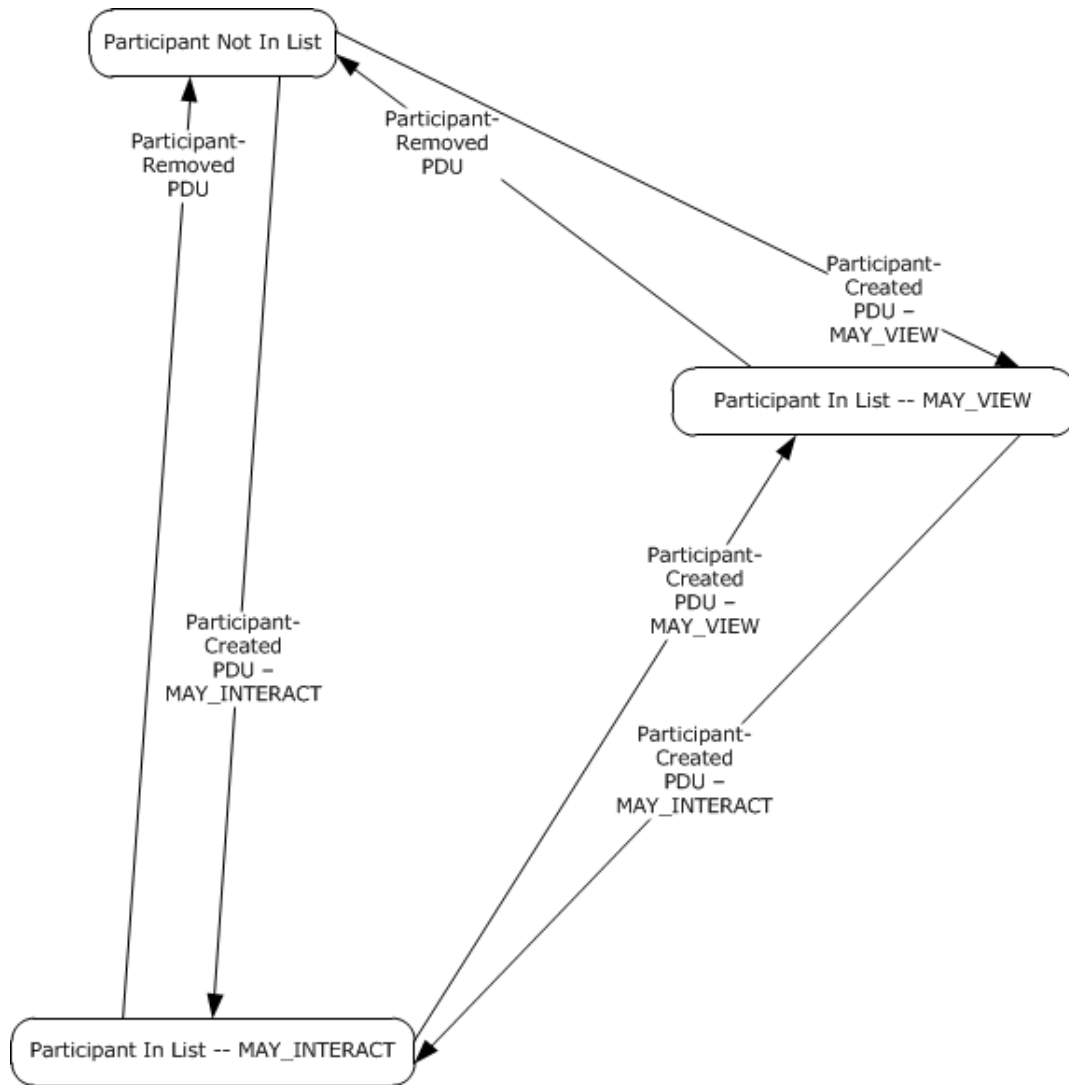 Participant Not In List
Participant-
Removed
PDU
Participant-
Removed
PDU
Participant-
Created
PDU –
MAY_VIEW
Participant In List -- MAY_VIEW
Participant-
Created
PDU –
MAY_VIEW
Participant-
Created
PDU –
MAY_INTERACT
Participant-
Created
PDU –
MAY_INTERACT
Participant In List -- MAY_INTERACT